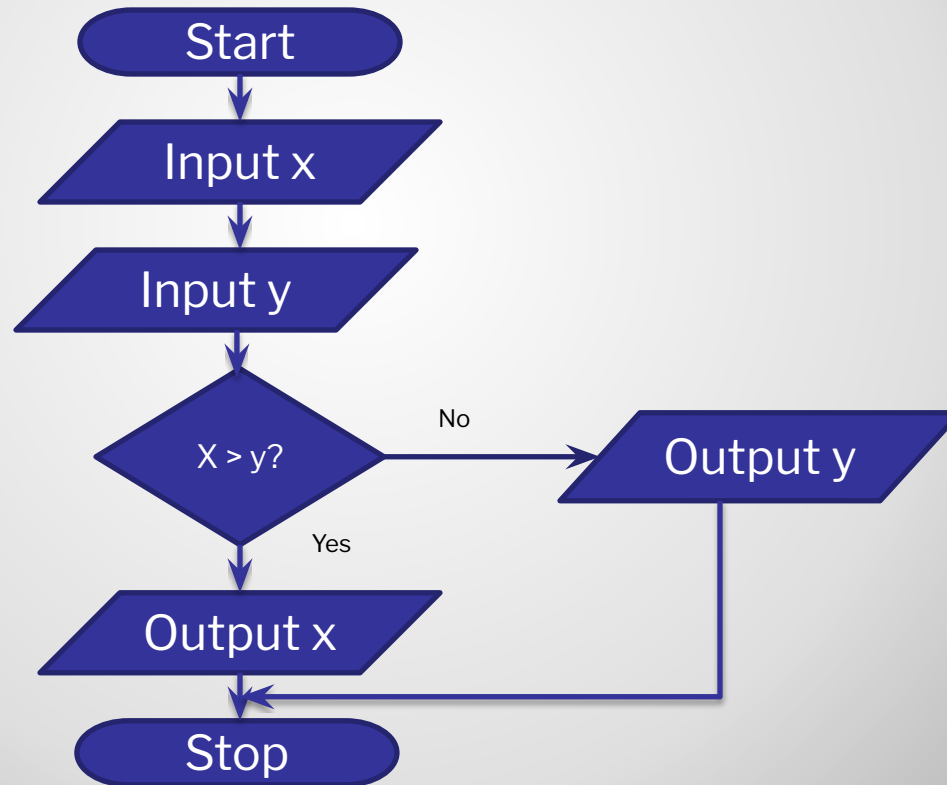 Start
Input x
Input y
X > y?
No
Output y
Yes
Output x
Stop